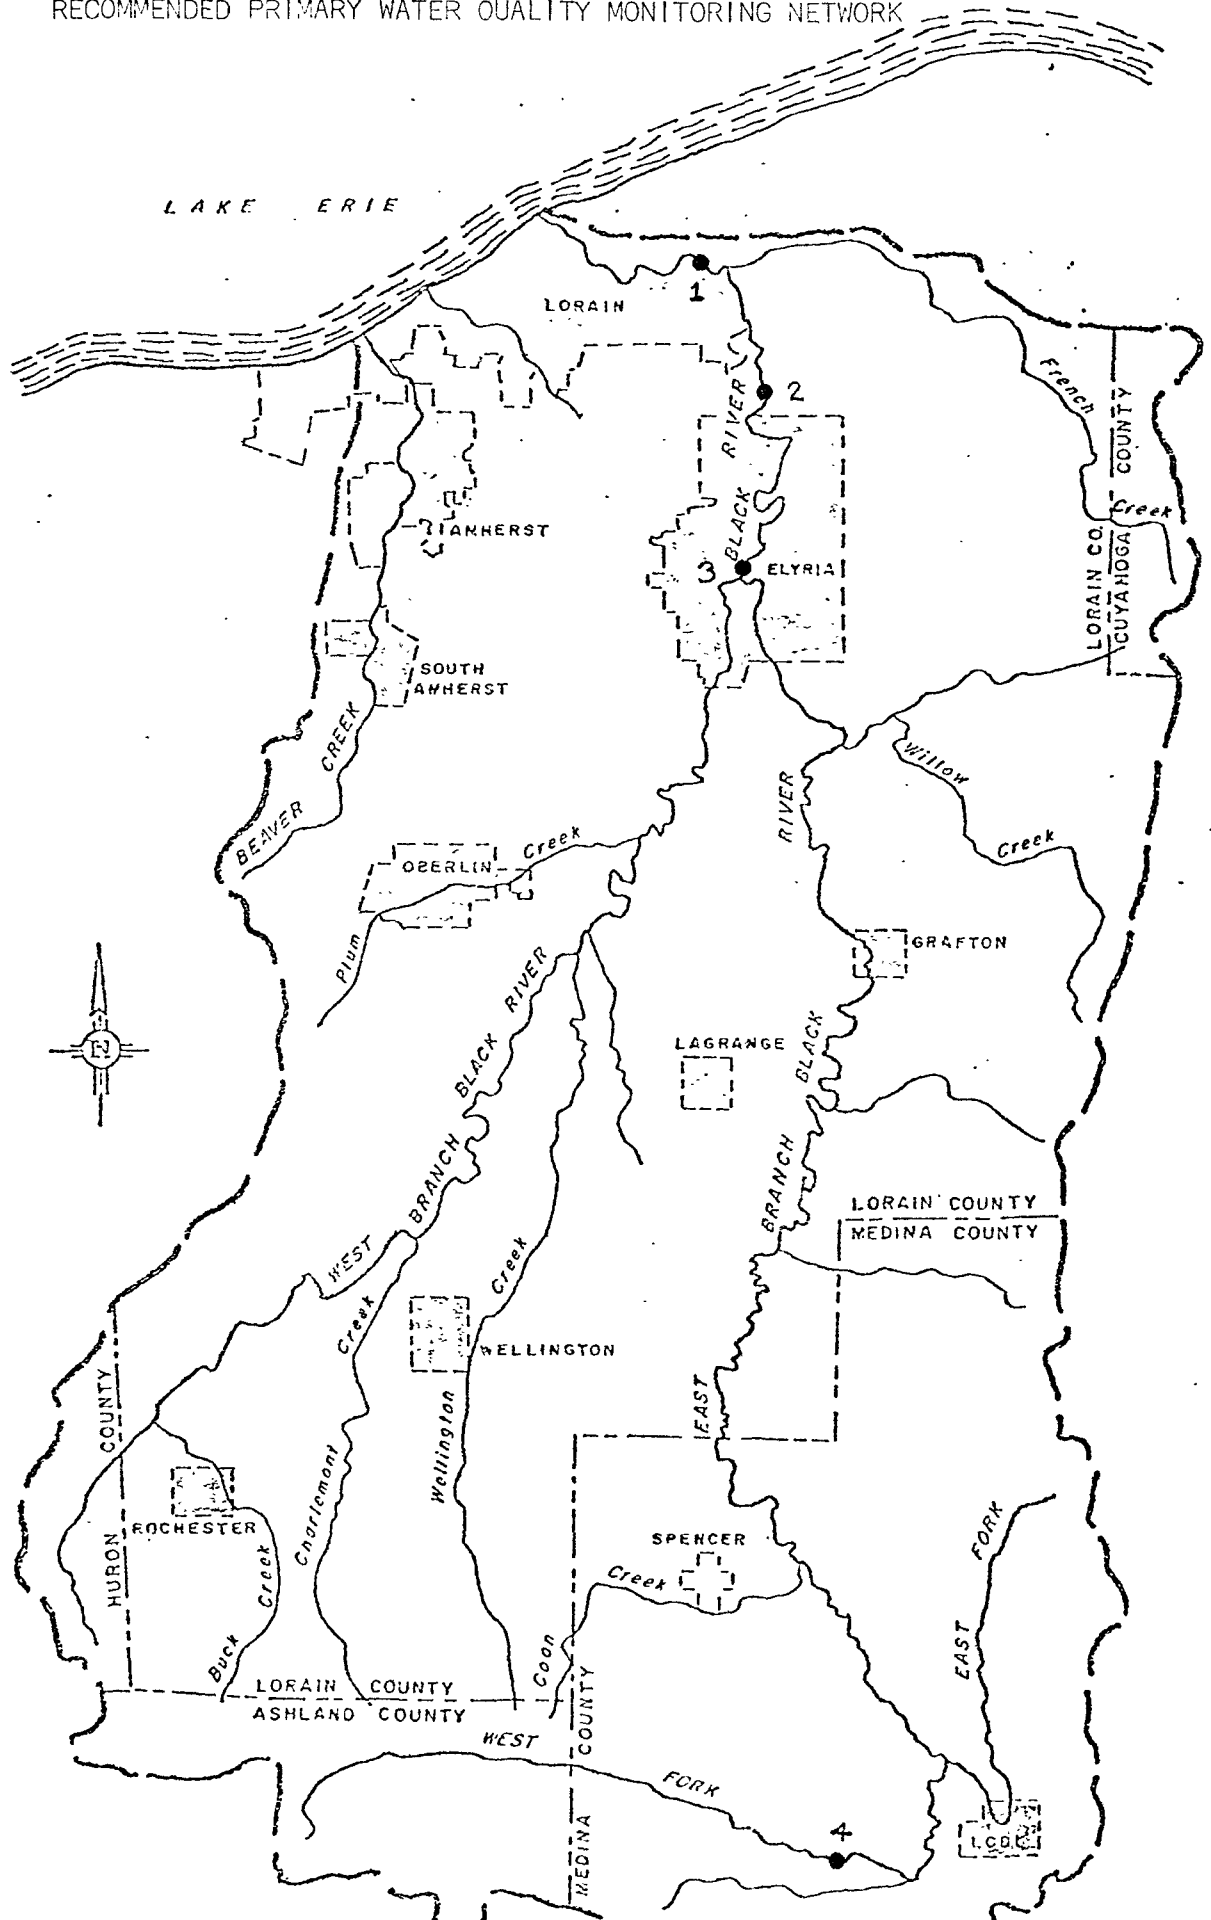 RECOMMENDED PRIMARY WATER QUALITY MONITORING NETWORK
LAKE ERIE
1
LORAIN
2
French
Creek
COUNTY
CUYAHOGA
LORAIN CO.
BLACK RIVER
AMHERST
3
ELYRIA
SOUTH
AMHERST
BEAVER CREEK
Willow
Creek
RIVER
OBERLIN
Creek
Plum
GRAFTON
N
LAGRANGE
WEST BRANCH BLACK RIVER
EAST BRANCH BLACK
LORAIN COUNTY
MEDINA COUNTY
Creek
Creek
WELLINGTON
Wellington
Charlemont
HURON COUNTY
ROCHESTER
Creek
Buck
SPENCER
Creek
Coon
EAST FORK
LORAIN COUNTY
ASHLAND COUNTY
MEDINA COUNTY
WEST FORK
4